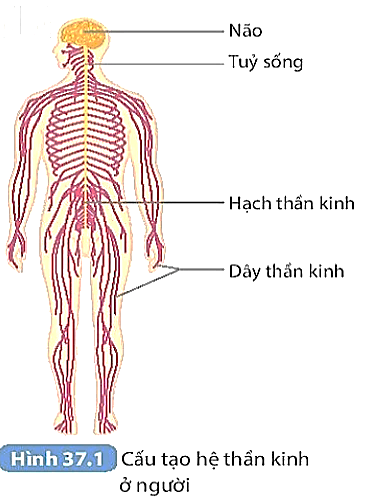 Não
Tuỷ sống
Hạch thần kinh
Dây thần kinh
Hình 37.1 Cấu tạo hệ thần kinh
ở người